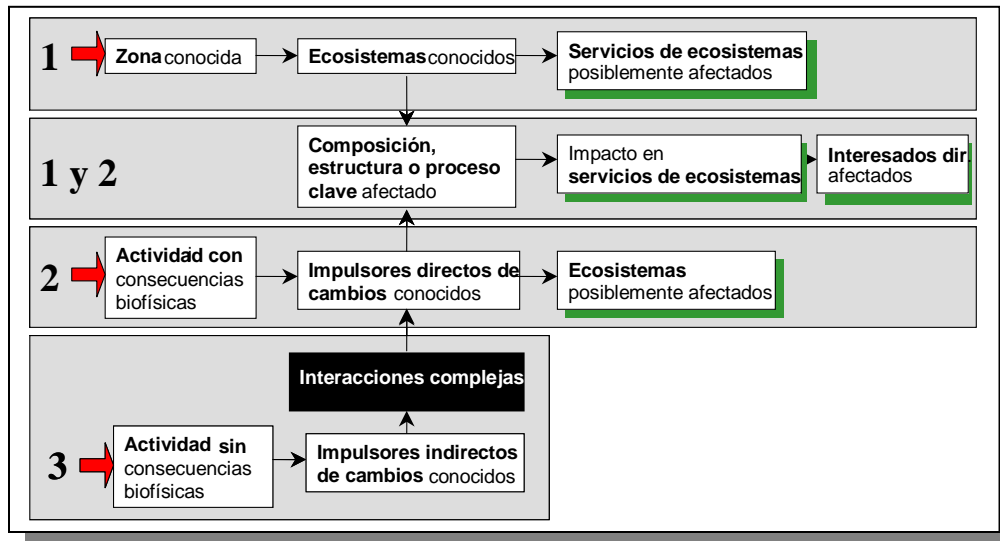 1
Zona conocida
Ecosistemas conocidos
Servicios de ecosistemas
posiblemente afectados
1 y 2
Composición,
estructura o proceso
clave afectado
Impacto en
servicios de ecosistemas
Interesados dir.
afectados
2
Actividad con
consecuencias
biofísicas
Impulsores directos de
cambios conocidos
Ecosistemas
posiblemente afectados
Interacciones complejas
3
Actividad sin
consecuencias
biofísicas
Impulsores indirectos
de cambios conocidos